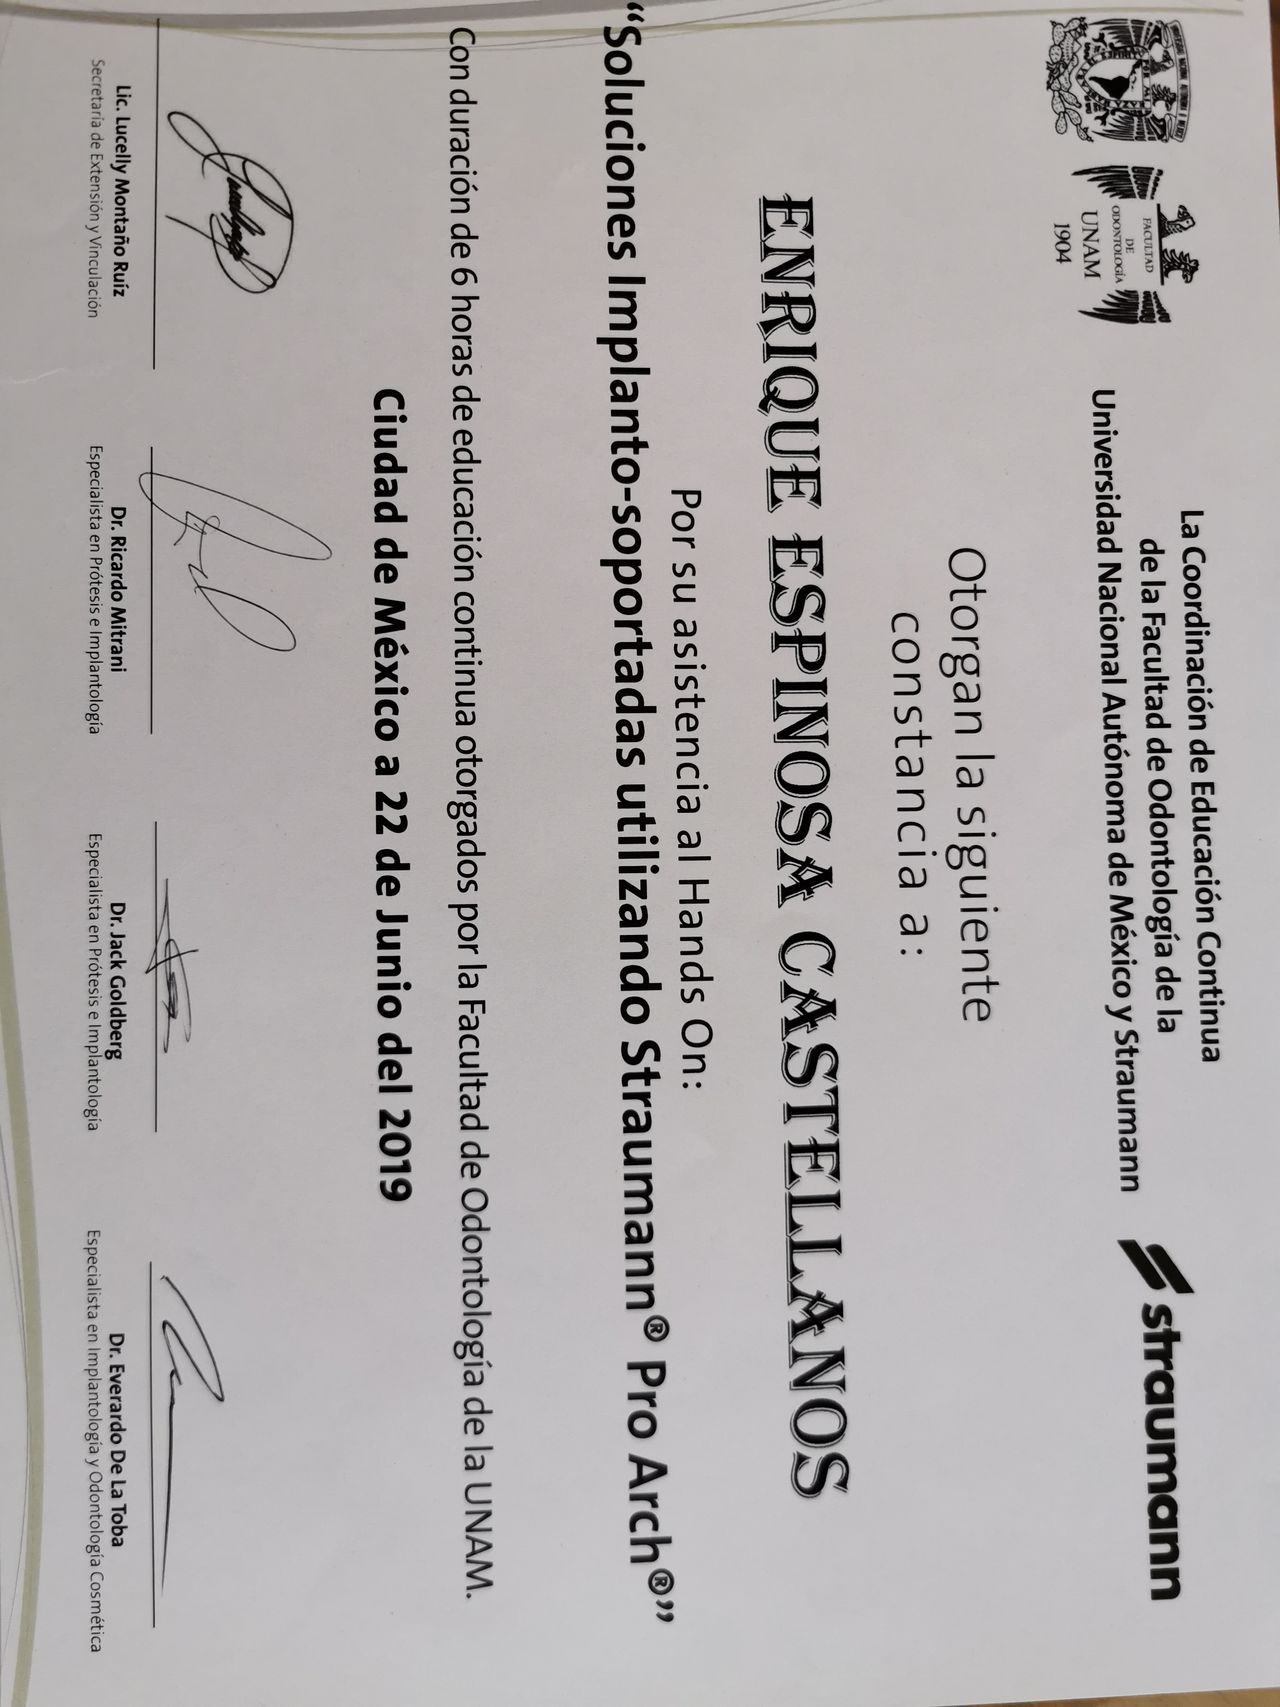 La Coordinación de Educación Continua
de la Facultad de Odontología de la
Universidad Nacional Autónoma de México y Straumann
FACULTAD
DE
ODONTOLOGÍA
UNAM
1904
straumann
Otorgan la siguiente
constancia a:
ENRIQUE ESPINOSA CASTELLANOS
Por su asistencia al Hands On:
“Soluciones Implanto-soportadas utilizando Straumann® Pro Arch®”
Con duración de 6 horas de educación continua otorgados por la Facultad de Odontología de la UNAM.
Ciudad de México a 22 de Junio del 2019
Lic. Lucelly Montaño Ruíz
Secretaria de Extensión y Vinculación
Dr. Ricardo Mitrani
Especialista en Prótesis e Implantología
Dr. Jack Goldberg
Especialista en Prótesis e Implantología
Dr. Everardo De La Toba
Especialista en Implantología y Odontología Cosmética